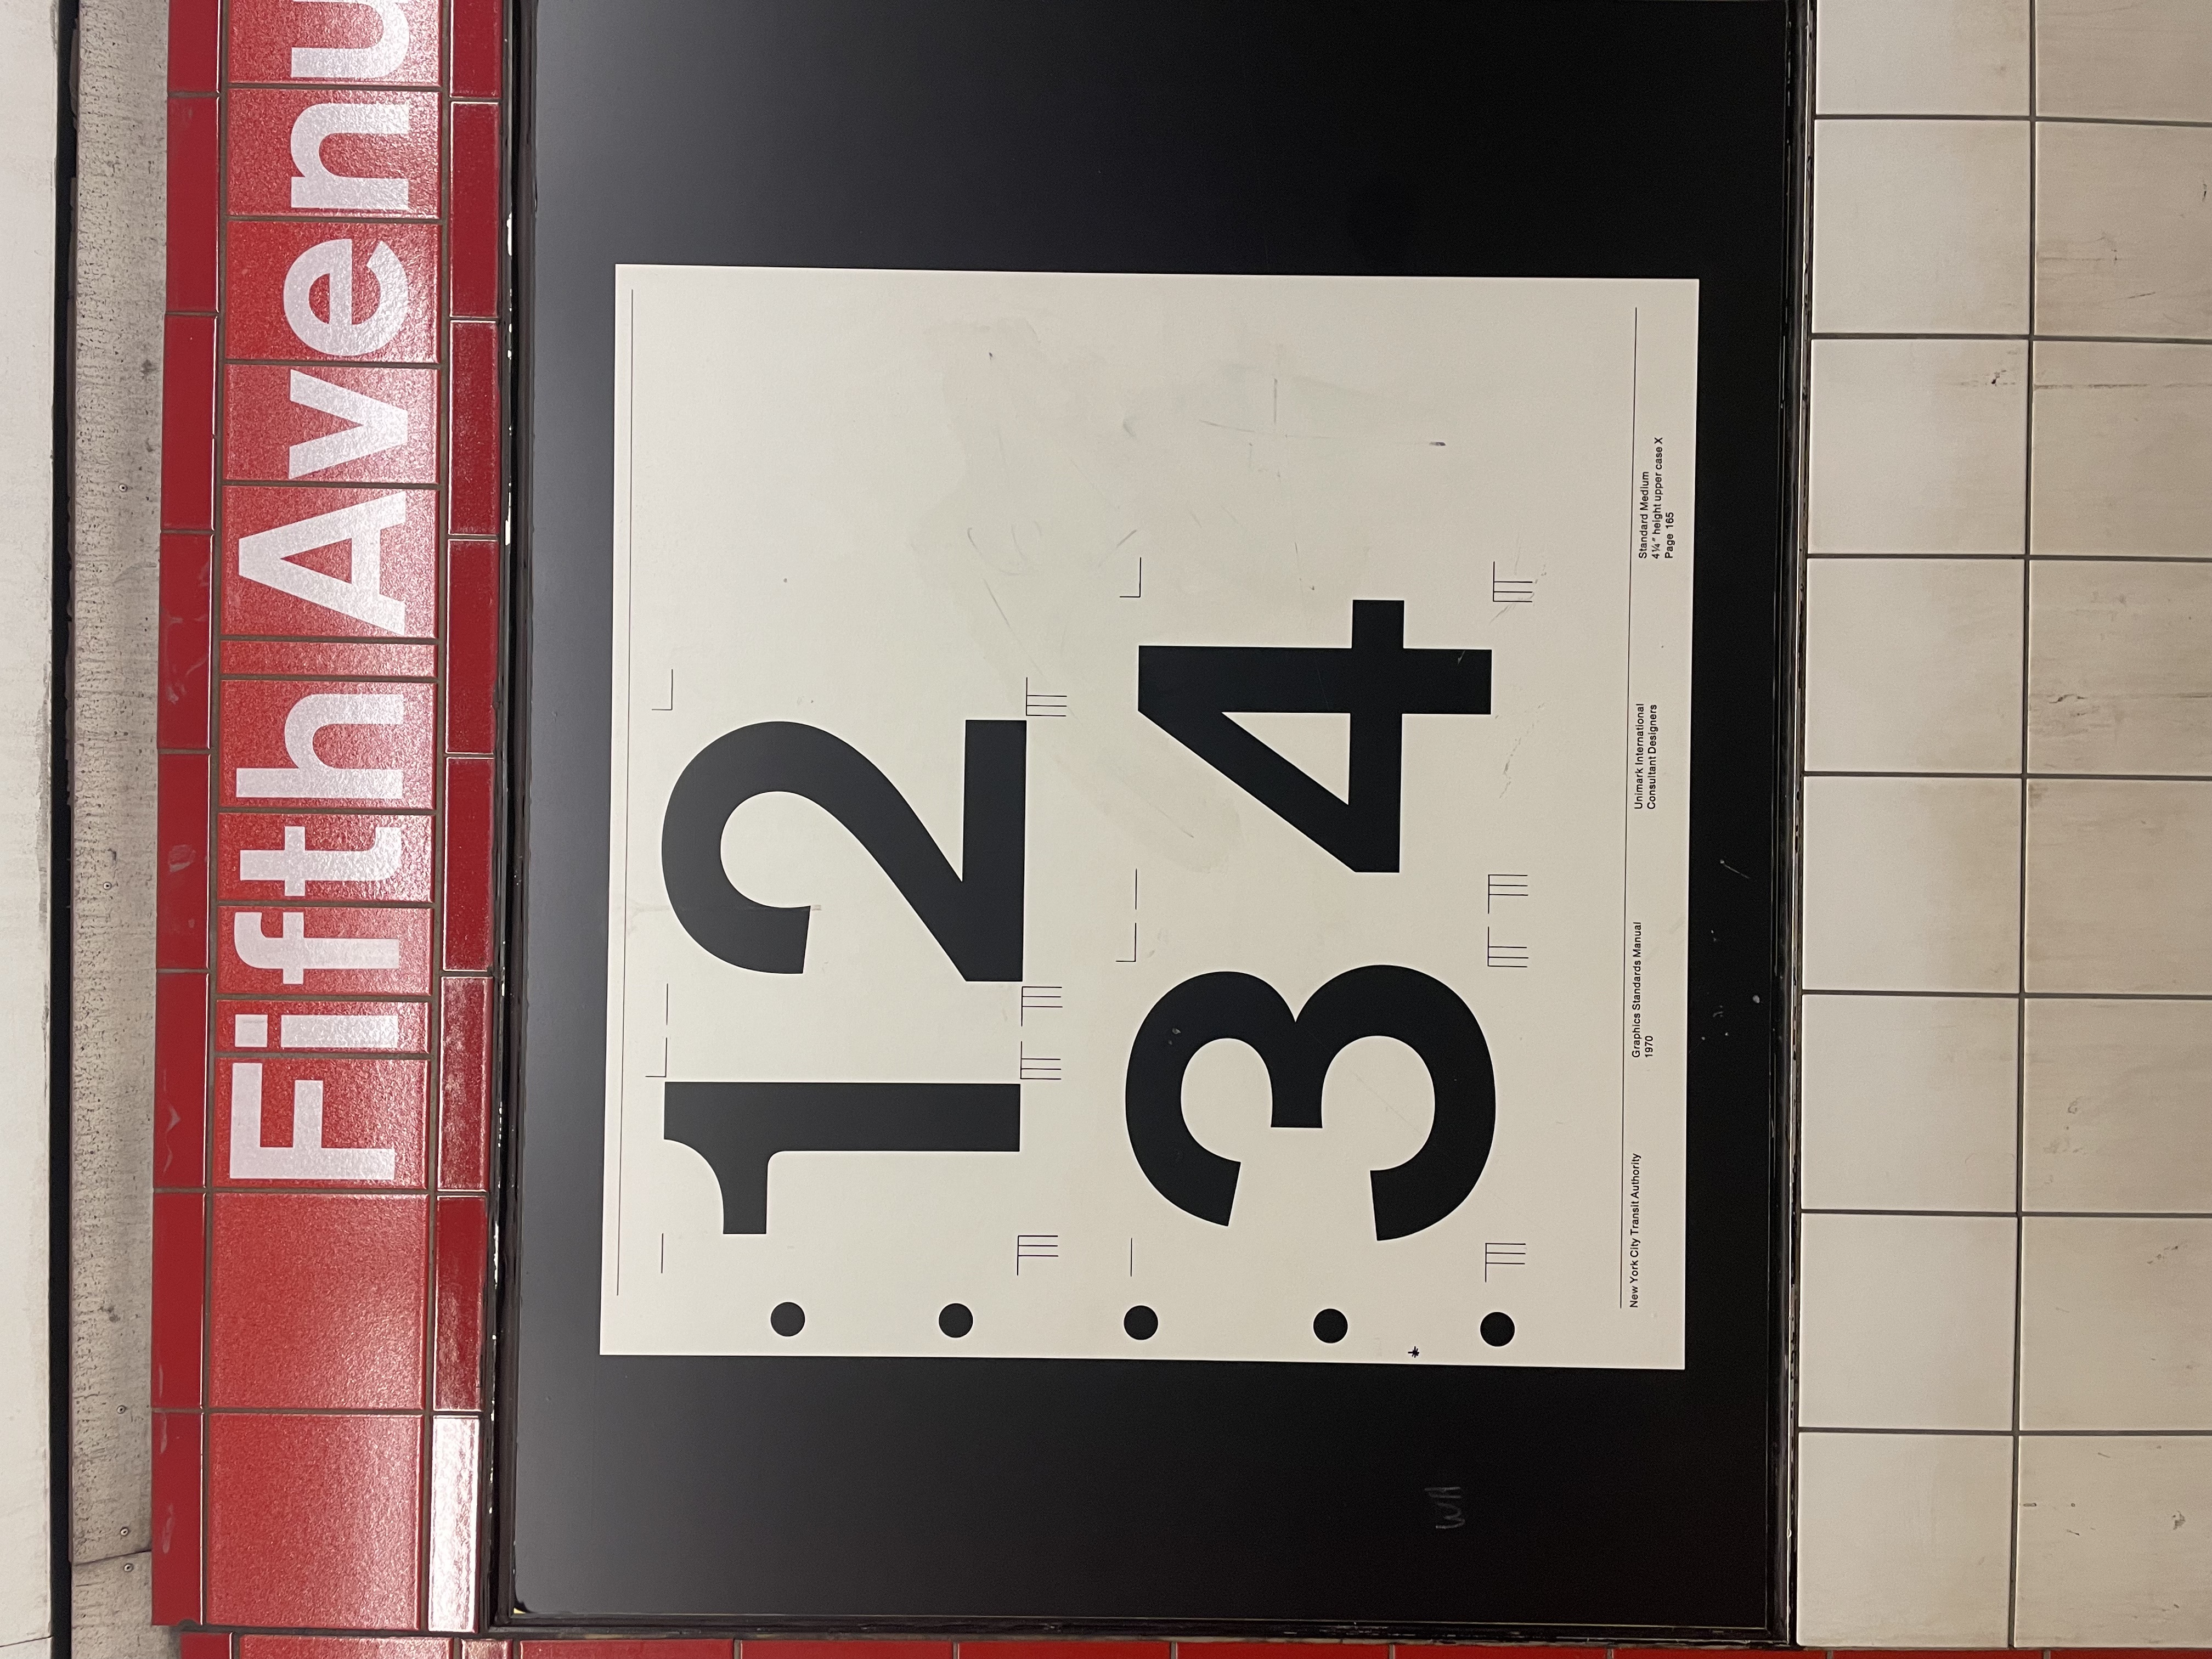 Fifth Avenu
12
34
WA
New York City Transit Authority
Graphics Standards Manual
1970
Unimark International
Consultant Designers
Standard Medium
4¼" height upper case X
Page 165